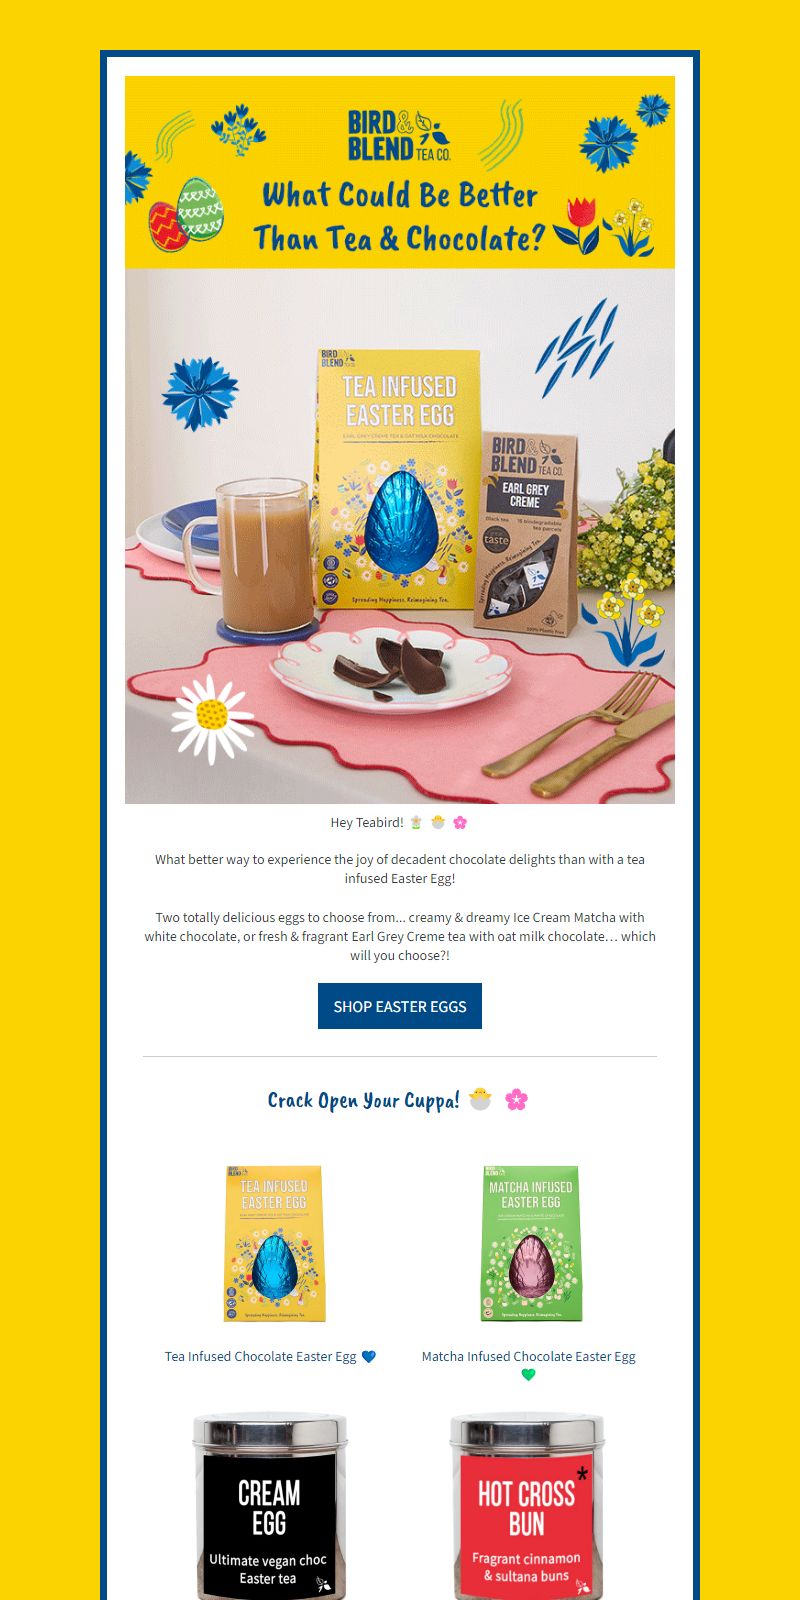 BIRD &
BLEND TEA CO.
What Could Be Better
Than Tea & Chocolate?
BIRD
BLEND
TEA INFUSED
EASTER EGG
EARL GREY CREME TEA & OAT MILK CHOCOLATE
Spreading Happiness. Reimagining Tea.
BIRD &
BLEND TEA CO.
EARL GREY
CREME
Black tea
15 biodegradable
tea parcels
great
taste
Spreading Happiness. Reimagining Tea.
100% Plastic Free
Hey Teabird!
What better way to experience the joy of decadent chocolate delights than with a tea
infused Easter Egg!
Two totally delicious eggs to choose from... creamy & dreamy Ice Cream Matcha with
white chocolate, or fresh & fragrant Earl Grey Creme tea with oat milk chocolate… which
will you choose?!
SHOP EASTER EGGS
Crack Open Your Cuppa!
BIRD
BLEND
TEA INFUSED
EASTER EGG
Spreading Happiness. Reimagining Tea.
BIRD
BLEND
MATCHA INFUSED
EASTER EGG
Spreading Happiness. Reimagining Tea.
Tea Infused Chocolate Easter Egg
Matcha Infused Chocolate Easter Egg
CREAM
EGG
Ultimate vegan choc
Easter tea
HOT CROSS*
BUN
Fragrant cinnamon
& sultana buns